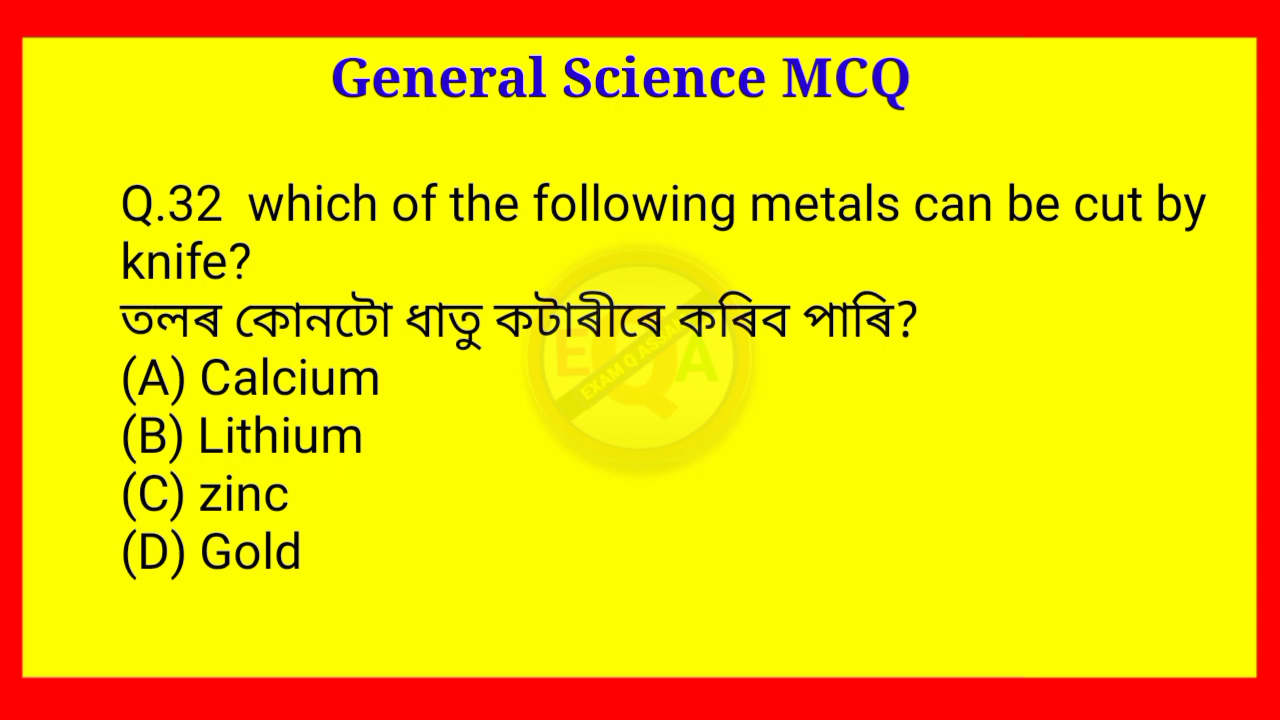 General Science MCQ
Q.32 which of the following metals can be cut by
knife?
তলৰ কোনটো ধাতু কটাৰীৰে কৰিব পাৰি?
(A) Calcium
(B) Lithium
(C) zinc
(D) Gold
EQA